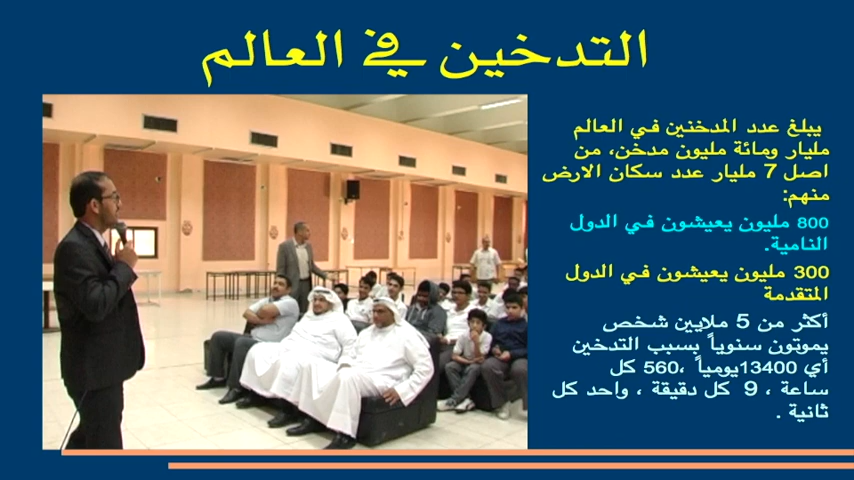 التدخين في العالم
يبلغ عدد المدخنين في العالم
مليار ومائة مليون مدخن، من
اصل 7 مليار عدد سكان الارض
منهم:
800 مليون يعيشون في الدول
النامية.
300 مليون يعيشون في الدول
المتقدمة
أكثر من 5 ملايين شخص
يموتون سنوياً بسبب التدخين
أي 13400يومياً ،560 كل
ساعة ، 9 كل دقيقة ، واحد كل
ثانية .